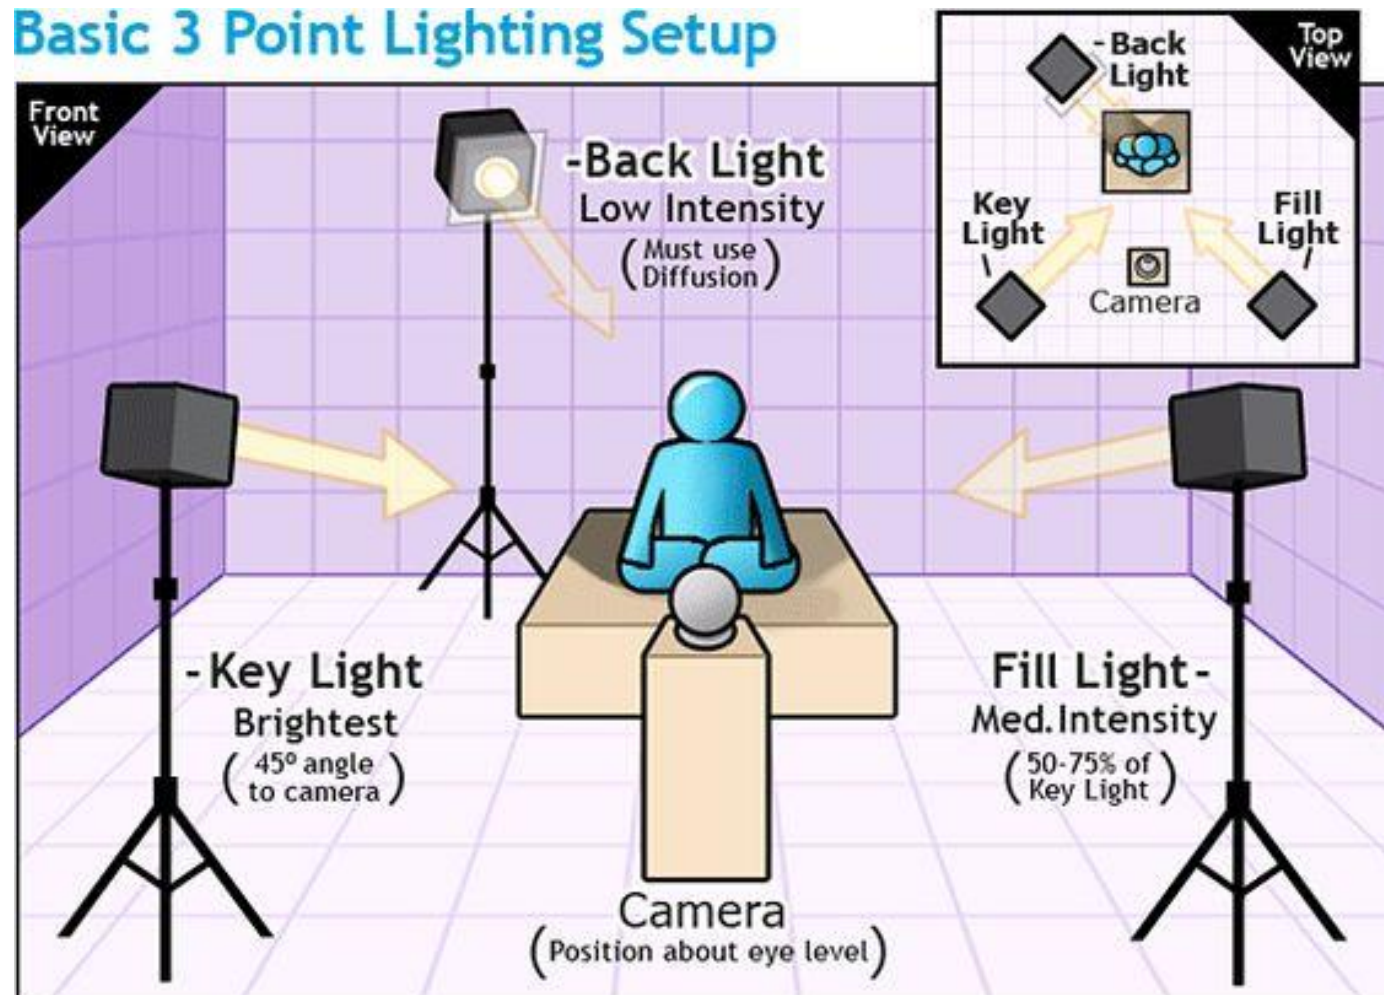 Basic 3 Point Lighting Setup
Front
View
-Back Light
Low Intensity
(Must use
Diffusion)
Top
View
-Back
Light
Key
Light
Fill
Light
Camera
-Key Light
Brightest
(45º angle
to camera)
Fill Light-
Med.Intensity
(50-75% of
Key Light)
Camera
(Position about eye level)